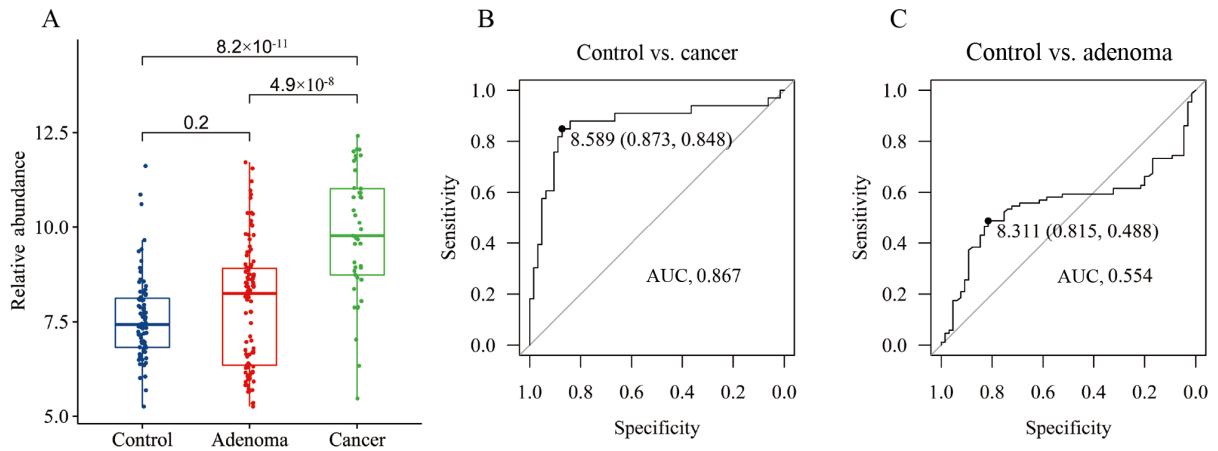 A
8.2×10⁻¹¹
4.9×10⁻⁸
0.2
Relative abundance
12.5
10.0
7.5
5.0
Control Adenoma Cancer
B
Control vs. cancer
Sensitivity
1.0
0.8
0.6
0.4
0.2
0.0
8.589 (0.873, 0.848)
AUC, 0.867
1.0 0.8 0.6 0.4 0.2 0.0
Specificity
C
Control vs. adenoma
Sensitivity
1.0
0.8
0.6
0.4
0.2
0.0
8.311 (0.815, 0.488)
AUC, 0.554
1.0 0.8 0.6 0.4 0.2 0.0
Specificity